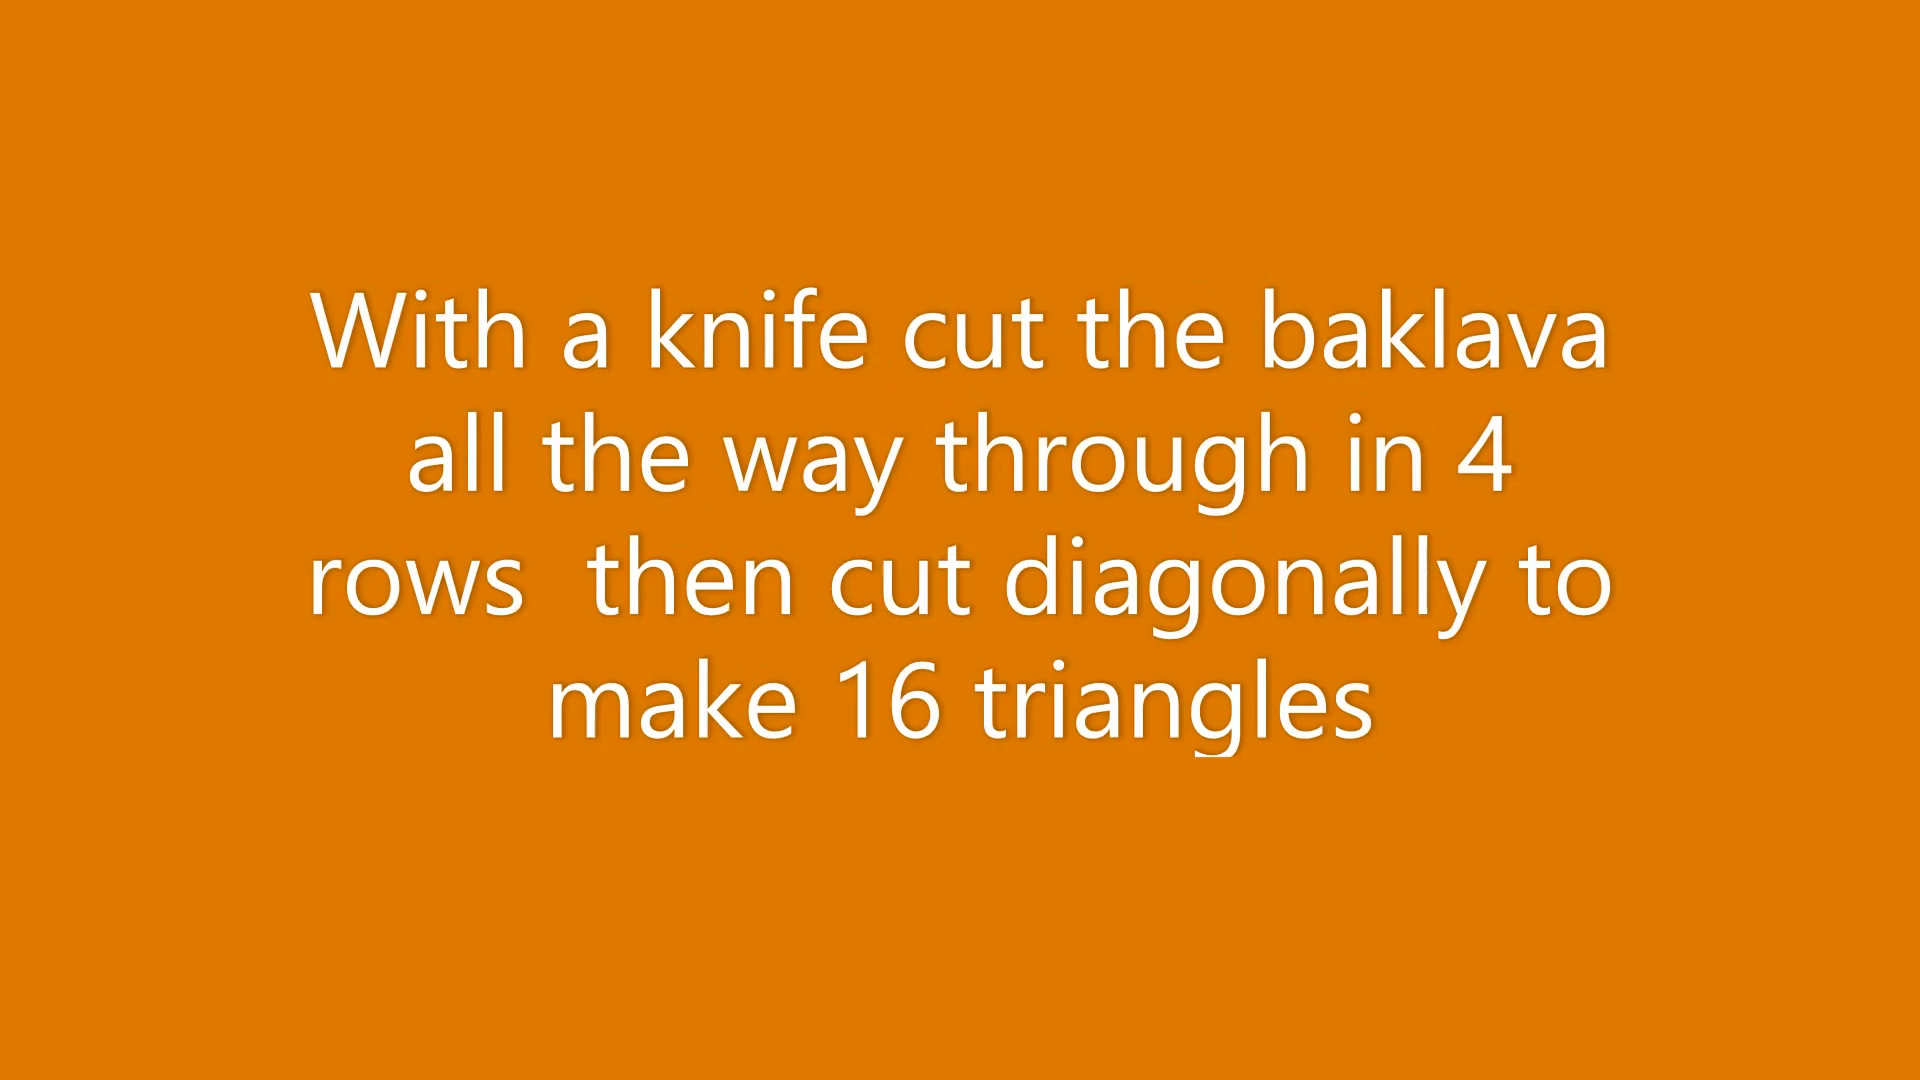 With a knife cut the baklava
all the way through in 4
rows  then cut diagonally to
make 16 triangles